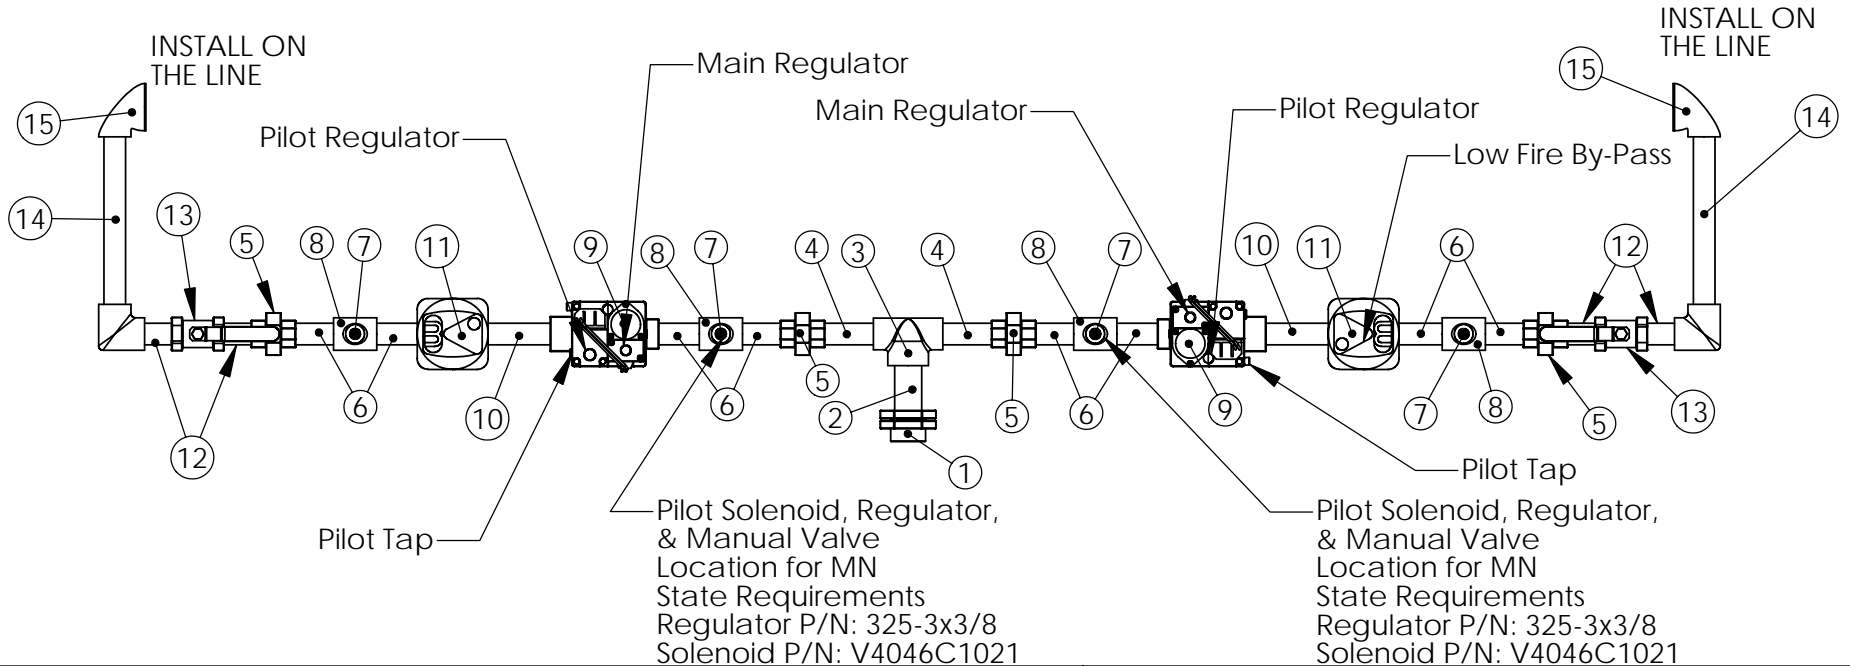 INSTALL ON
THE LINE
INSTALL ON
THE LINE
Main Regulator
Main Regulator
Pilot Regulator
Pilot Regulator
Low Fire By-Pass
15
15
14
14
13
5
8
7
11
9
8
7
4
3
4
8
7
10
11
6
12
6
10
6
5
2
5
6
9
7
8
5
13
12
1
Pilot Tap
Pilot Tap
Pilot Solenoid, Regulator,
& Manual Valve
Location for MN
State Requirements
Regulator P/N: 325-3x3/8
Solenoid P/N: V4046C1021
Pilot Solenoid, Regulator,
& Manual Valve
Location for MN
State Requirements
Regulator P/N: 325-3x3/8
Solenoid P/N: V4046C1021